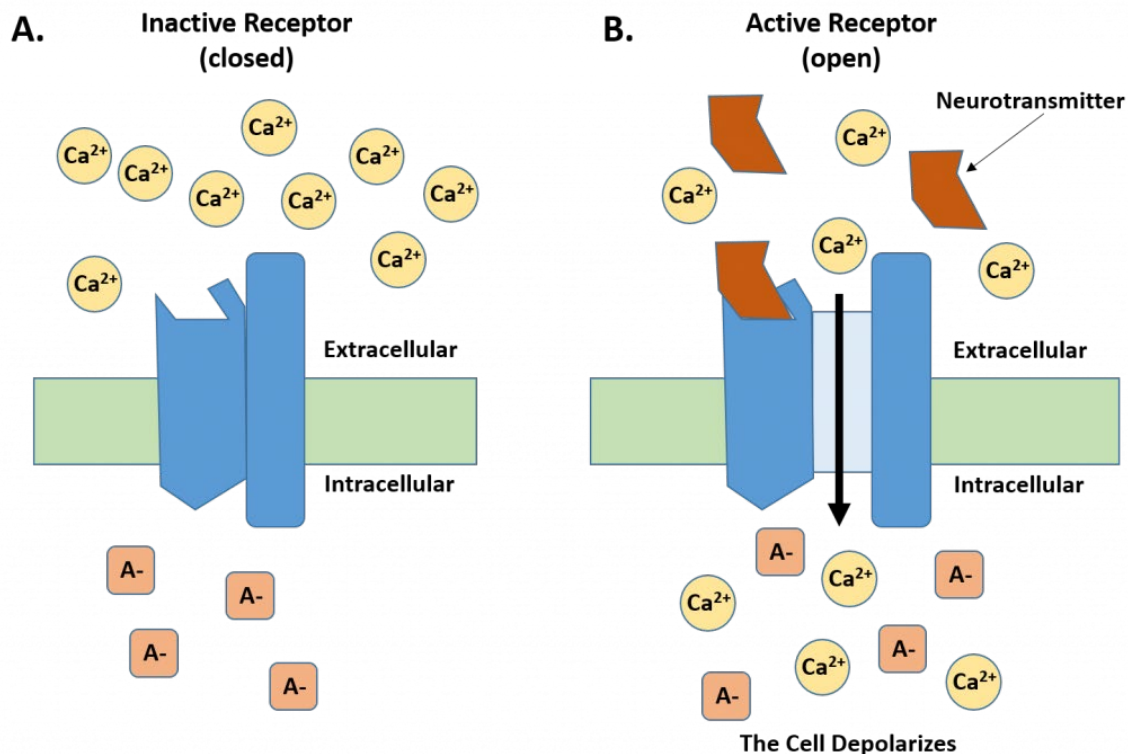 A.
Inactive Receptor
(closed)
Ca²⁺
Ca²⁺
Ca²⁺
Ca²⁺
Ca²⁺
Ca²⁺
Ca²⁺
Ca²⁺
Ca²⁺
Extracellular
Intracellular
A-
A-
A-
A-
B.
Active Receptor
(open)
Neurotransmitter
Ca²⁺
Ca²⁺
Ca²⁺
Ca²⁺
Extracellular
Intracellular
A-
Ca²⁺
A-
Ca²⁺
A-
Ca²⁺
Ca²⁺
A-
The Cell Depolarizes